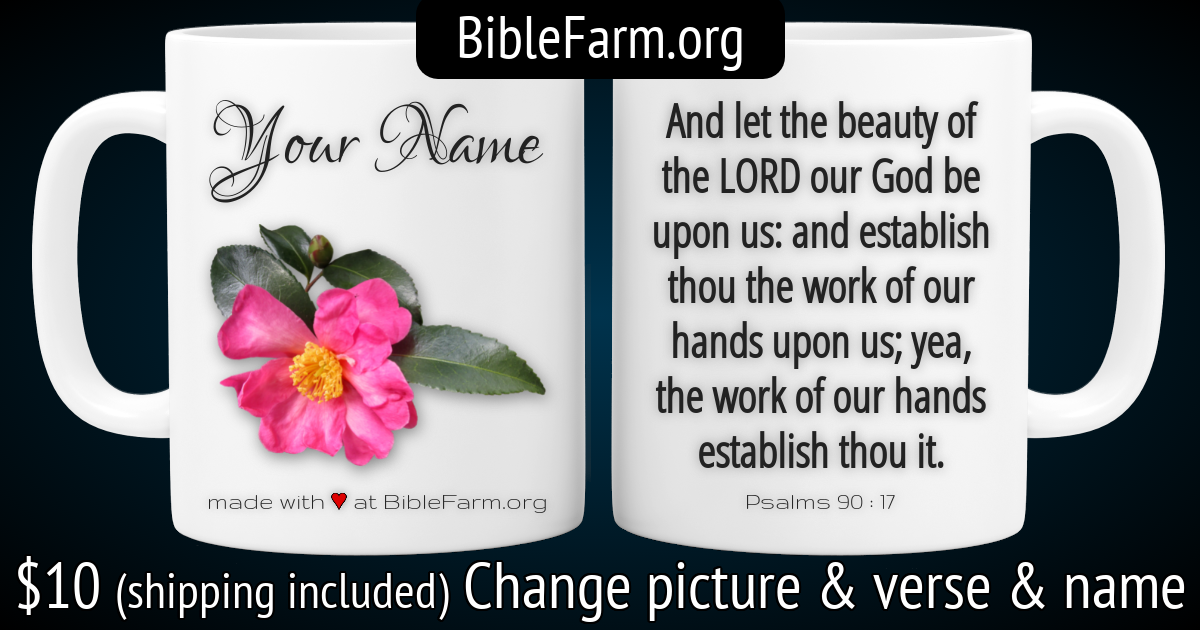 BibleFarm.org
Your Name
made with ♥ at BibleFarm.org
And let the beauty of
the LORD our God be
upon us: and establish
thou the work of our
hands upon us; yea,
the work of our hands
establish thou it.
Psalms 90 : 17
$10 (shipping included) Change picture & verse & name